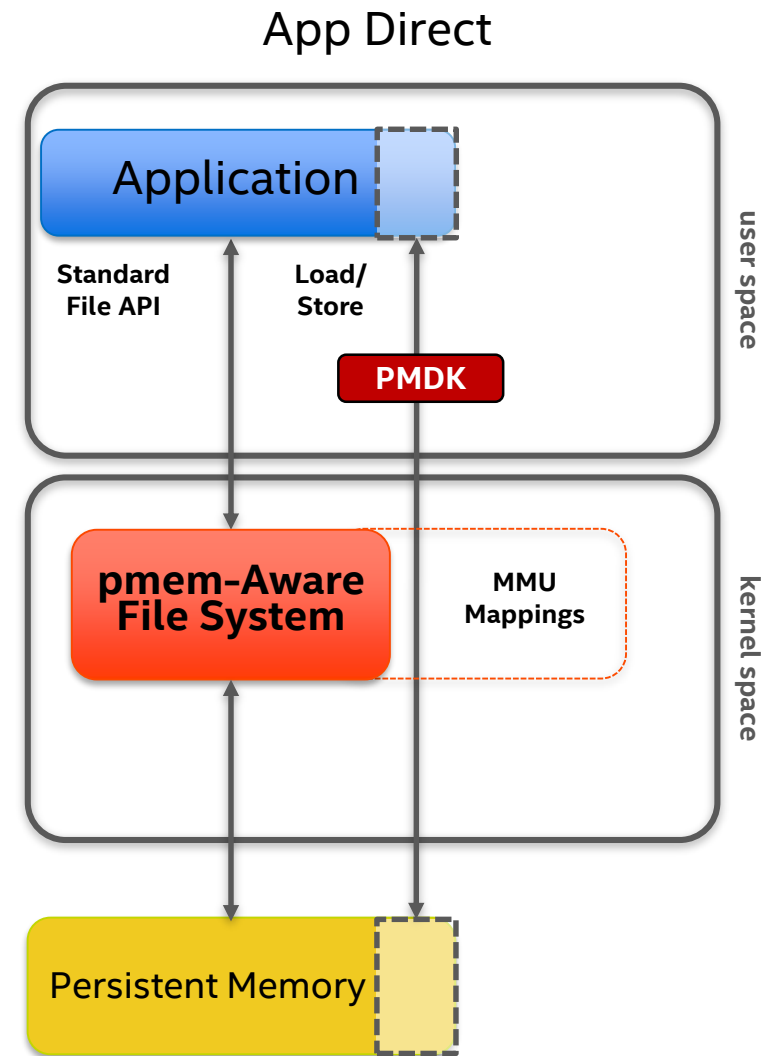 App Direct
Application
Standard
File API
Load/
Store
PMDK
user space
pmem-Aware
File System
MMU
Mappings
kernel space
Persistent Memory